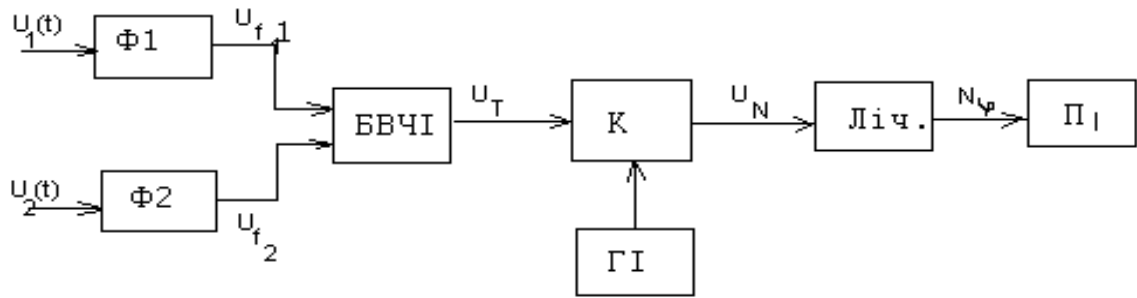 U1(t)
Ф1
Uf1
БВЧІ
UT
К
UN
Ліч.
Nφ
ПІ
U2(t)
Ф2
Uf2
ГІ